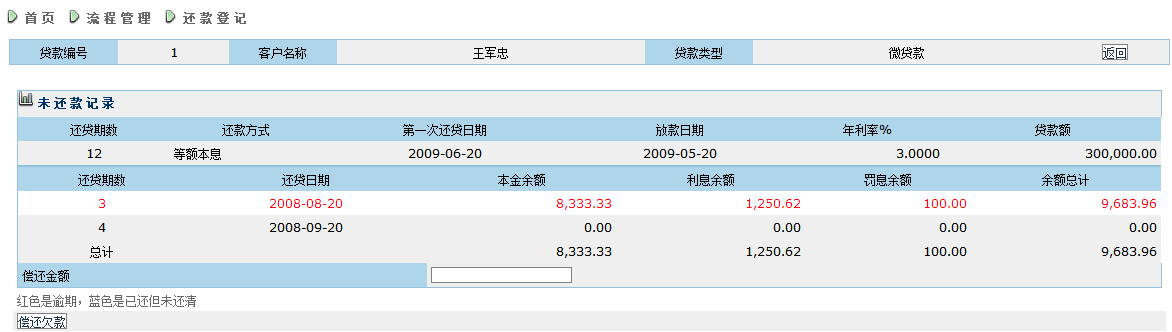 首页 流程管理 还款登记
贷款编号 1 客户名称 王军忠 贷款类型 微贷款 返回
未还款记录
还贷期数 还款方式 第一次还贷日期 放款日期 年利率% 贷款额
12 等额本息 2009-06-20 2009-05-20 3.0000 300,000.00
还贷期数 还贷日期 本金余额 利息余额 罚息余额 余额总计
3 2008-08-20 8,333.33 1,250.62 100.00 9,683.96
4 2008-09-20 0.00 0.00 0.00 0.00
总计 8,333.33 1,250.62 100.00 9,683.96
偿还金额
红色是逾期，蓝色是已还但未还清
偿还欠款